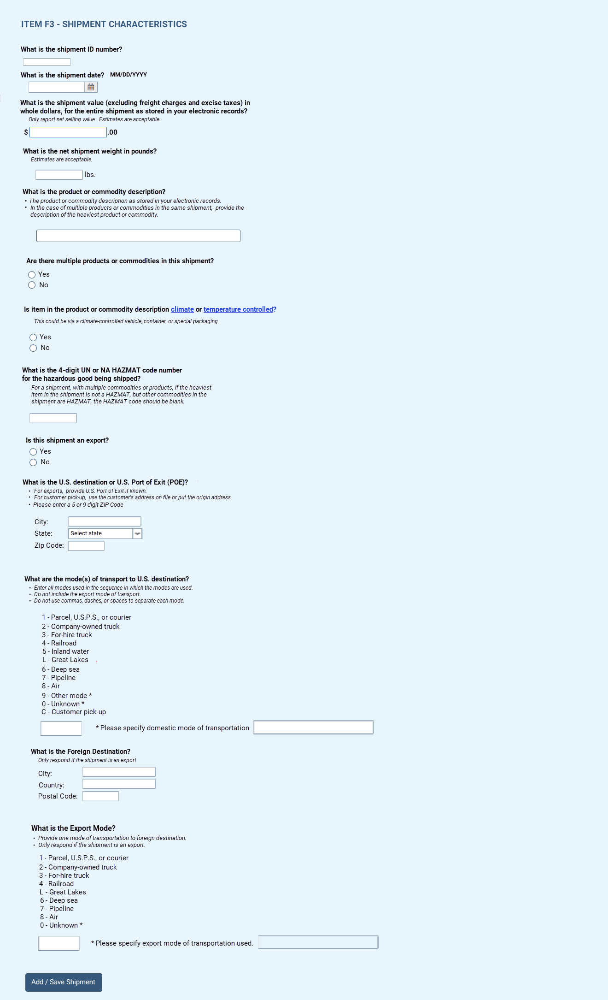 ITEM F3 - SHIPMENT CHARACTERISTICS
What is the shipment ID number?
What is the shipment date? MM/DD/YYYY
What is the shipment value (excluding freight charges and excise taxes) in
whole dollars, for the entire shipment as stored in your electronic records?
Only report net selling value. Estimates are acceptable.
$ .00
What is the net shipment weight in pounds?
Estimates are acceptable.
lbs.
What is the product or commodity description?
• The product or commodity description as stored in your electronic records.
• In the case of multiple products or commodities in the same shipment, provide the
description of the heaviest product or commodity.
Are there multiple products or commodities in this shipment?
Yes
No
Is item in the product or commodity description climate or temperature controlled?
This could be via a climate-controlled vehicle, container, or special packaging.
Yes
No
What is the 4-digit UN or NA HAZMAT code number
for the hazardous good being shipped?
For a shipment, with multiple commodities or products, if the heaviest
item in the shipment is not a HAZMAT, but other commodities in the
shipment are HAZMAT, the HAZMAT code should be blank.
Is this shipment an export?
Yes
No
What is the U.S. destination or U.S. Port of Exit (POE)?
• For exports, provide U.S. Port of Exit if known.
• For customer pick-up, use the customer's address on file or put the origin address.
• Please enter a 5 or 9 digit ZIP Code
City:
State: Select state
Zip Code:
What are the mode(s) of transport to U.S. destination?
• Enter all modes used in the sequence in which the modes are used.
• Do not include the export mode of transport.
• Do not use commas, dashes, or spaces to separate each mode.
1 - Parcel, U.S.P.S., or courier
2 - Company-owned truck
3 - For-hire truck
4 - Railroad
5 - Inland water
L - Great Lakes
6 - Deep sea
7 - Pipeline
8 - Air
9 - Other mode *
0 - Unknown *
C - Customer pick-up
* Please specify domestic mode of transportation
What is the Foreign Destination?
Only respond if the shipment is an export
City:
Country:
Postal Code:
What is the Export Mode?
• Provide one mode of transportation to foreign destination.
• Only respond if the shipment is an export.
1 - Parcel, U.S.P.S., or courier
2 - Company-owned truck
3 - For-hire truck
4 - Railroad
L - Great Lakes
6 - Deep sea
7 - Pipeline
8 - Air
0 - Unknown *
* Please specify export mode of transportation used.
Add / Save Shipment